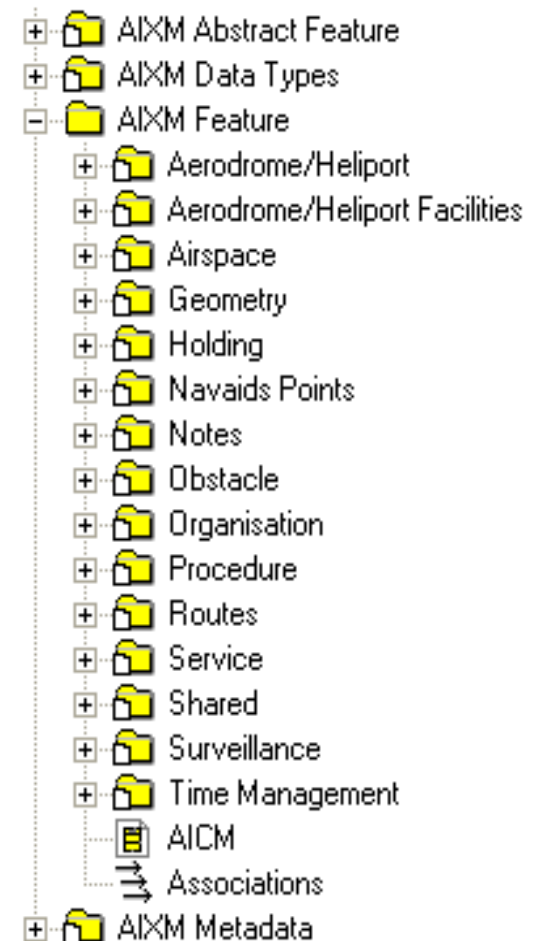 AIXM Abstract Feature
AIXM Data Types
AIXM Feature
Aerodrome/Heliport
Aerodrome/Heliport Facilities
Airspace
Geometry
Holding
Navaids Points
Notes
Obstacle
Organisation
Procedure
Routes
Service
Shared
Surveillance
Time Management
AICM
Associations
AIXM Metadata